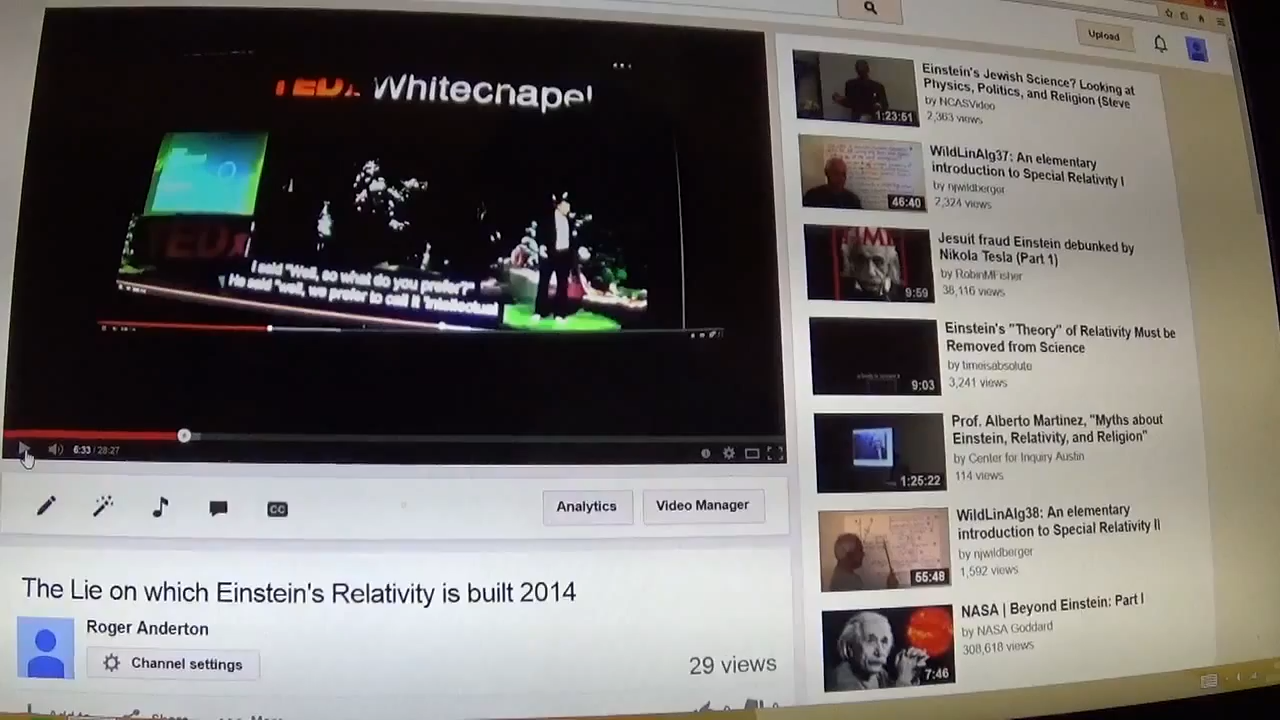 Upload
TEDx Whitechapel
TEDx
I said "Well, so what do you prefer?"
He said "well, we prefer to call it 'intellectual
6:33 / 28:27
CC
Analytics
Video Manager
The Lie on which Einstein's Relativity is built 2014
Roger Anderton
Channel settings
29 views
Einstein's Jewish Science? Looking at
Physics, Politics, and Religion (Steve
by NCASVideo
2,363 views
1:23:51
WildLinAlg37: An elementary
introduction to Special Relativity I
by njwildberger
2,324 views
46:40
Jesuit fraud Einstein debunked by
Nikola Tesla (Part 1)
by RobinMFisher
38,116 views
9:59
Einstein's "Theory" of Relativity Must be
Removed from Science
by timeisabsolute
3,241 views
9:03
Prof. Alberto Martinez, "Myths about
Einstein, Relativity, and Religion"
by Center for Inquiry Austin
114 views
1:25:22
WildLinAlg38: An elementary
introduction to Special Relativity II
by njwildberger
1,592 views
55:48
NASA | Beyond Einstein: Part I
by NASA Goddard
308,618 views
7:46